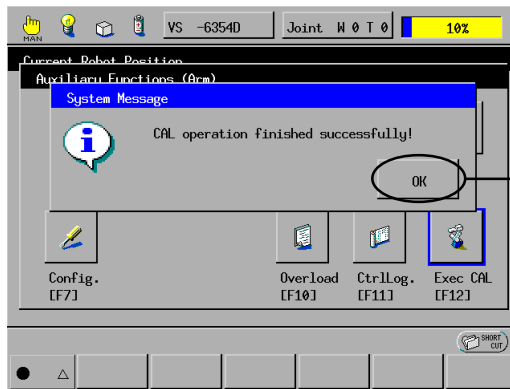 MAN
VS -6354D
Joint W 0 T 0
10%
Current Robot Position
Auxiliary Functions (Arm)
System Message
CAL operation finished successfully!
OK
Config.
[F7]
Overload
[F10]
CtrlLog.
[F11]
Exec CAL
[F12]
SHORT
CUT